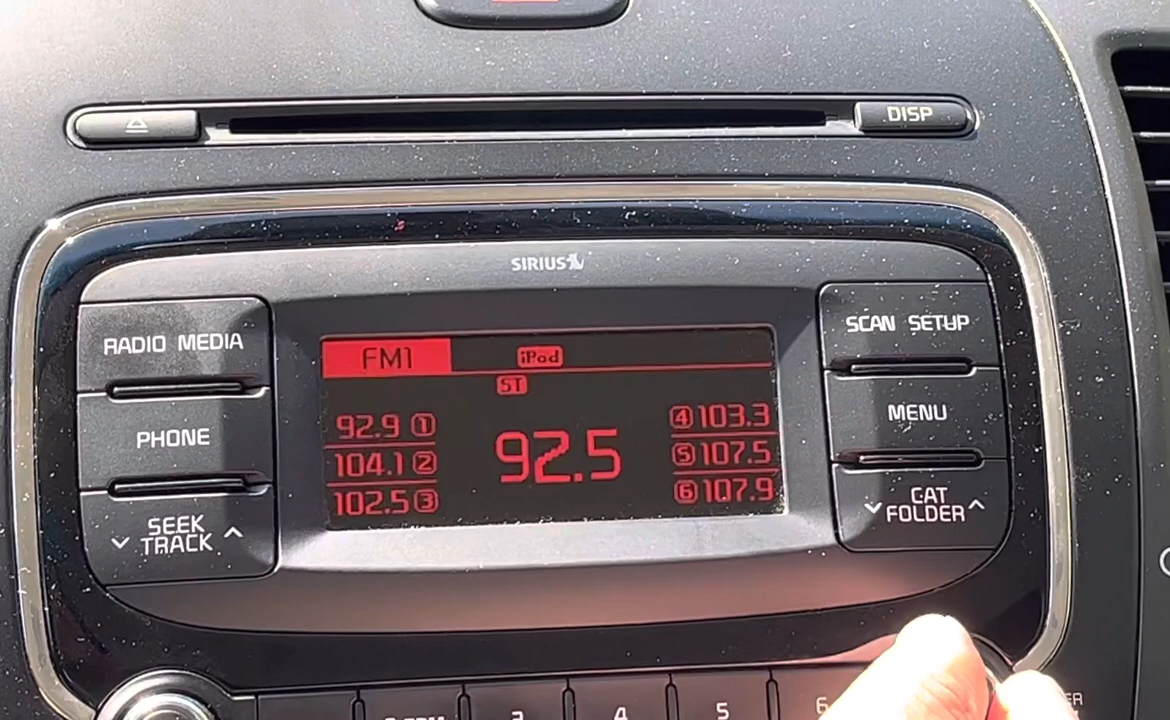 DISP
SIRIUS
RADIO MEDIA
SCAN SETUP
FM1
iPod
ST
PHONE
MENU
92.9 1
104.1 2
102.5 3
92.5
4 103.3
5 107.5
6 107.9
SEEK
TRACK
CAT
FOLDER
4
5
6